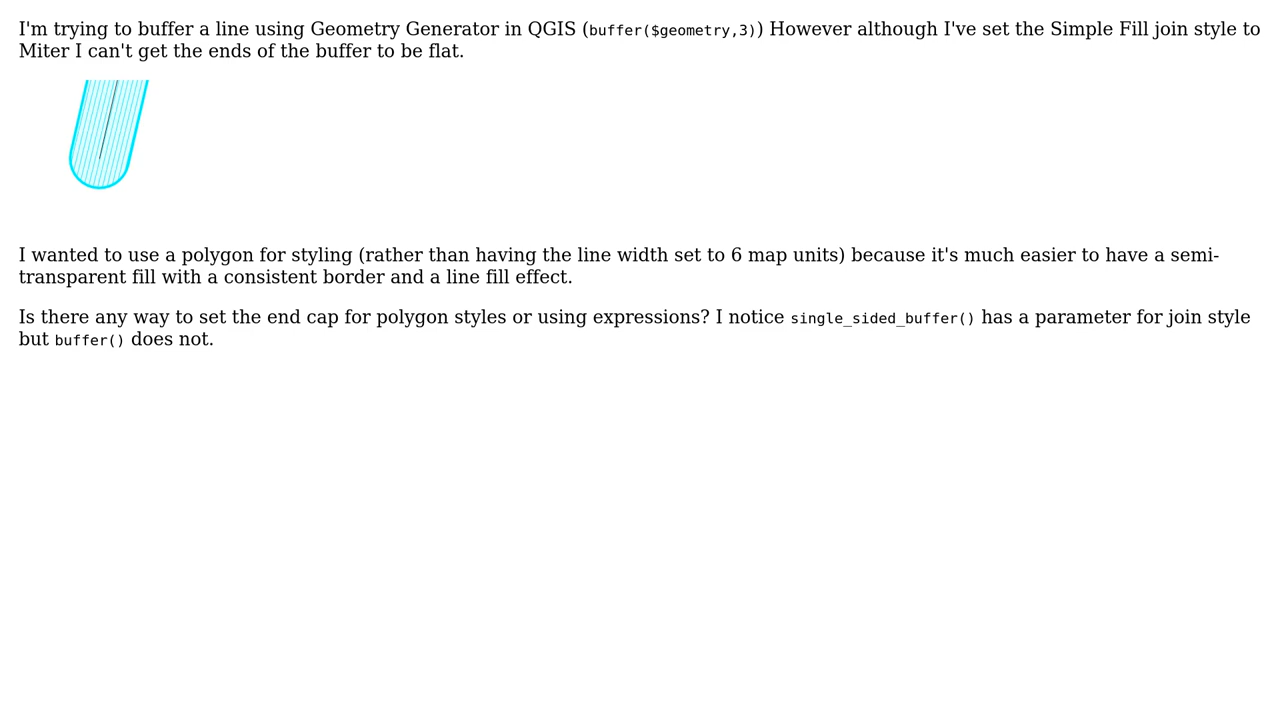 I'm trying to buffer a line using Geometry Generator in QGIS (buffer($geometry,3)) However although I've set the Simple Fill join style to
Miter I can't get the ends of the buffer to be flat.
I wanted to use a polygon for styling (rather than having the line width set to 6 map units) because it's much easier to have a semi-
transparent fill with a consistent border and a line fill effect.
Is there any way to set the end cap for polygon styles or using expressions? I notice single_sided_buffer() has a parameter for join style
but buffer() does not.